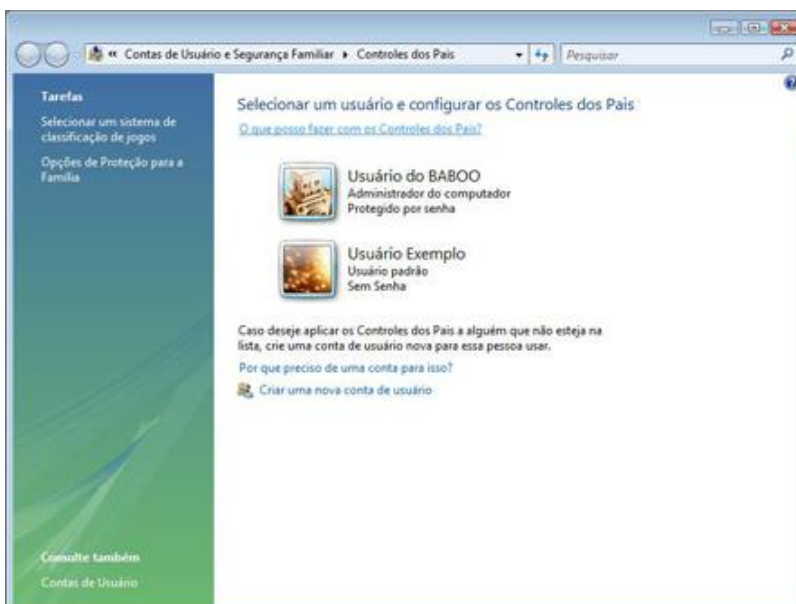 « Contas de Usuário e Segurança Familiar ▸ Controles dos Pais
Pesquisar
Tarefas
Selecionar um sistema de
classificação de jogos
Opções de Proteção para a
Família
Selecionar um usuário e configurar os Controles dos Pais
O que posso fazer com os Controles dos Pais?
Usuário do BABOO
Administrador do computador
Protegido por senha
Usuário Exemplo
Usuário padrão
Sem Senha
Caso deseje aplicar os Controles dos Pais a alguém que não esteja na
lista, crie uma conta de usuário nova para essa pessoa usar.
Por que preciso de uma conta para isso?
Criar uma nova conta de usuário
Consulte também
Contas de Usuário